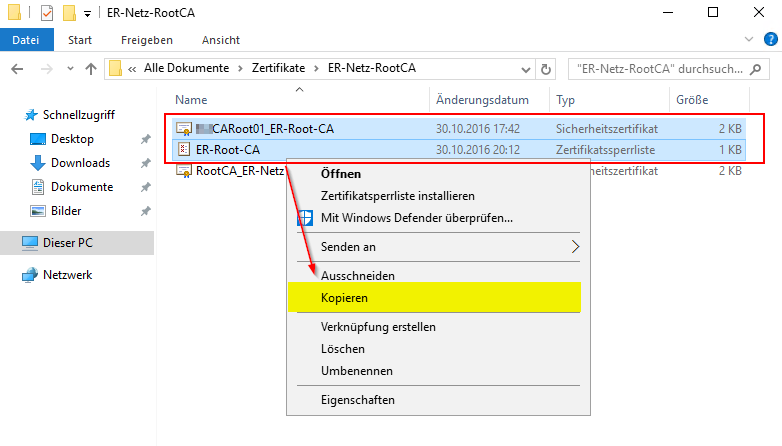 ER-Netz-RootCA
Datei Start Freigeben Ansicht
« Alle Dokumente > Zertifikate > ER-Netz-RootCA
"ER-Netz-RootCA" durchsuch...
Name Änderungsdatum Typ Größe
Schnellzugriff
Desktop
Downloads
Dokumente
Bilder
Dieser PC
Netzwerk
CARoot01_ER-Root-CA 30.10.2016 17:42 Sicherheitszertifikat 2 KB
ER-Root-CA 30.10.2016 20:12 Zertifikatssperrliste 1 KB
RootCA_ER-Netz heitszertifikat 2 KB
Öffnen
Zertifikatsperrliste installieren
Mit Windows Defender überprüfen...
Senden an
Ausschneiden
Kopieren
Verknüpfung erstellen
Löschen
Umbenennen
Eigenschaften